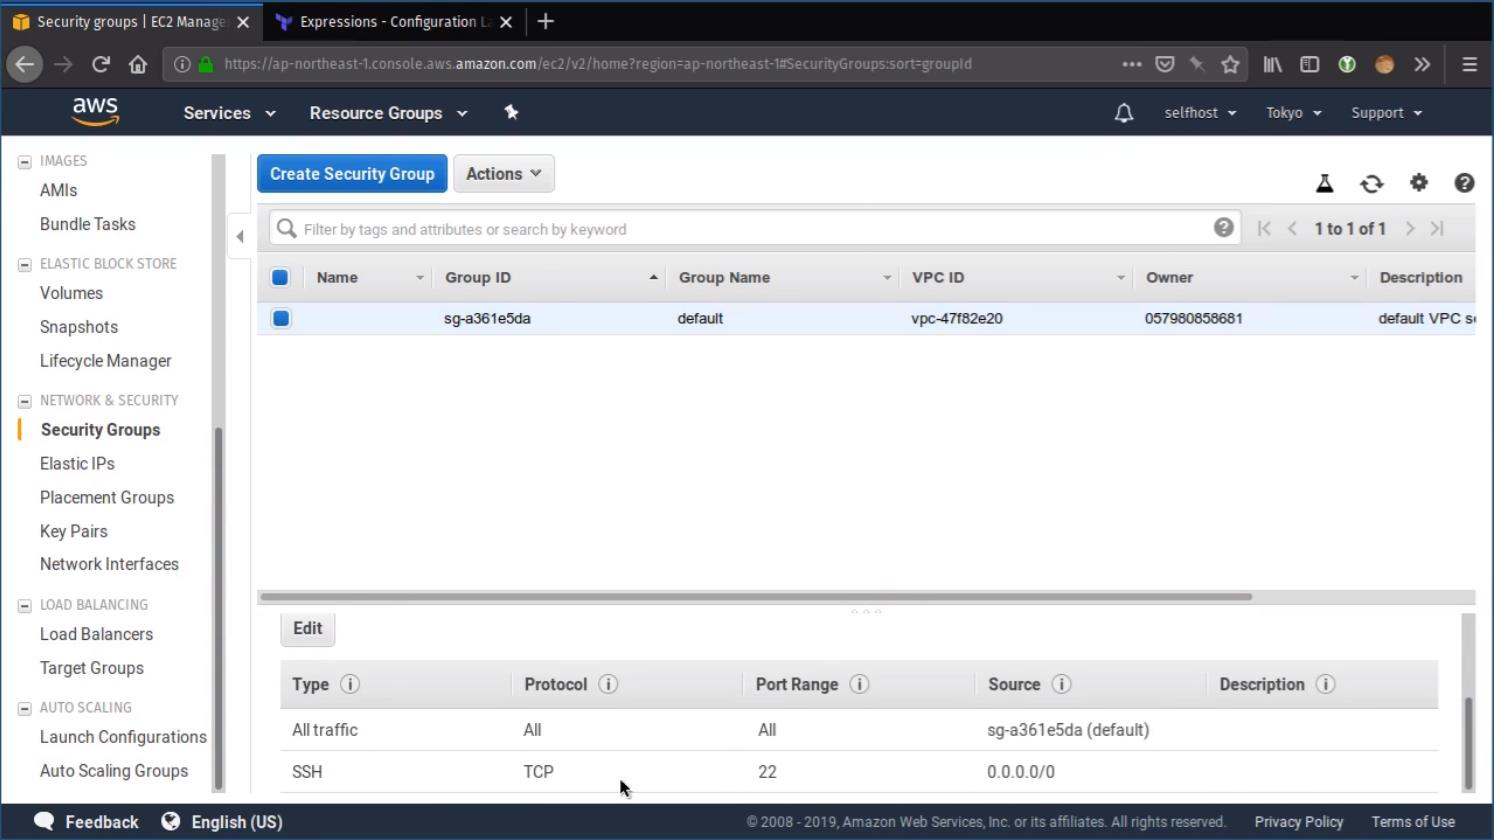 Security groups | EC2 Manage
Expressions - Configuration La
https://ap-northeast-1.console.aws.amazon.com/ec2/v2/home?region=ap-northeast-1#SecurityGroups:sort=groupId
aws
Services
Resource Groups
selfhost
Tokyo
Support
IMAGES
AMIs
Bundle Tasks
ELASTIC BLOCK STORE
Volumes
Snapshots
Lifecycle Manager
NETWORK & SECURITY
Security Groups
Elastic IPs
Placement Groups
Key Pairs
Network Interfaces
LOAD BALANCING
Load Balancers
Target Groups
AUTO SCALING
Launch Configurations
Auto Scaling Groups
Create Security Group
Actions
Filter by tags and attributes or search by keyword
1 to 1 of 1
Name Group ID Group Name VPC ID Owner Description
sg-a361e5da default vpc-47f82e20 057980858681 default VPC se
Edit
Type Protocol Port Range Source Description
All traffic All All sg-a361e5da (default)
SSH TCP 22 0.0.0.0/0
Feedback
English (US)
© 2008 - 2019, Amazon Web Services, Inc. or its affiliates. All rights reserved.
Privacy Policy
Terms of Use